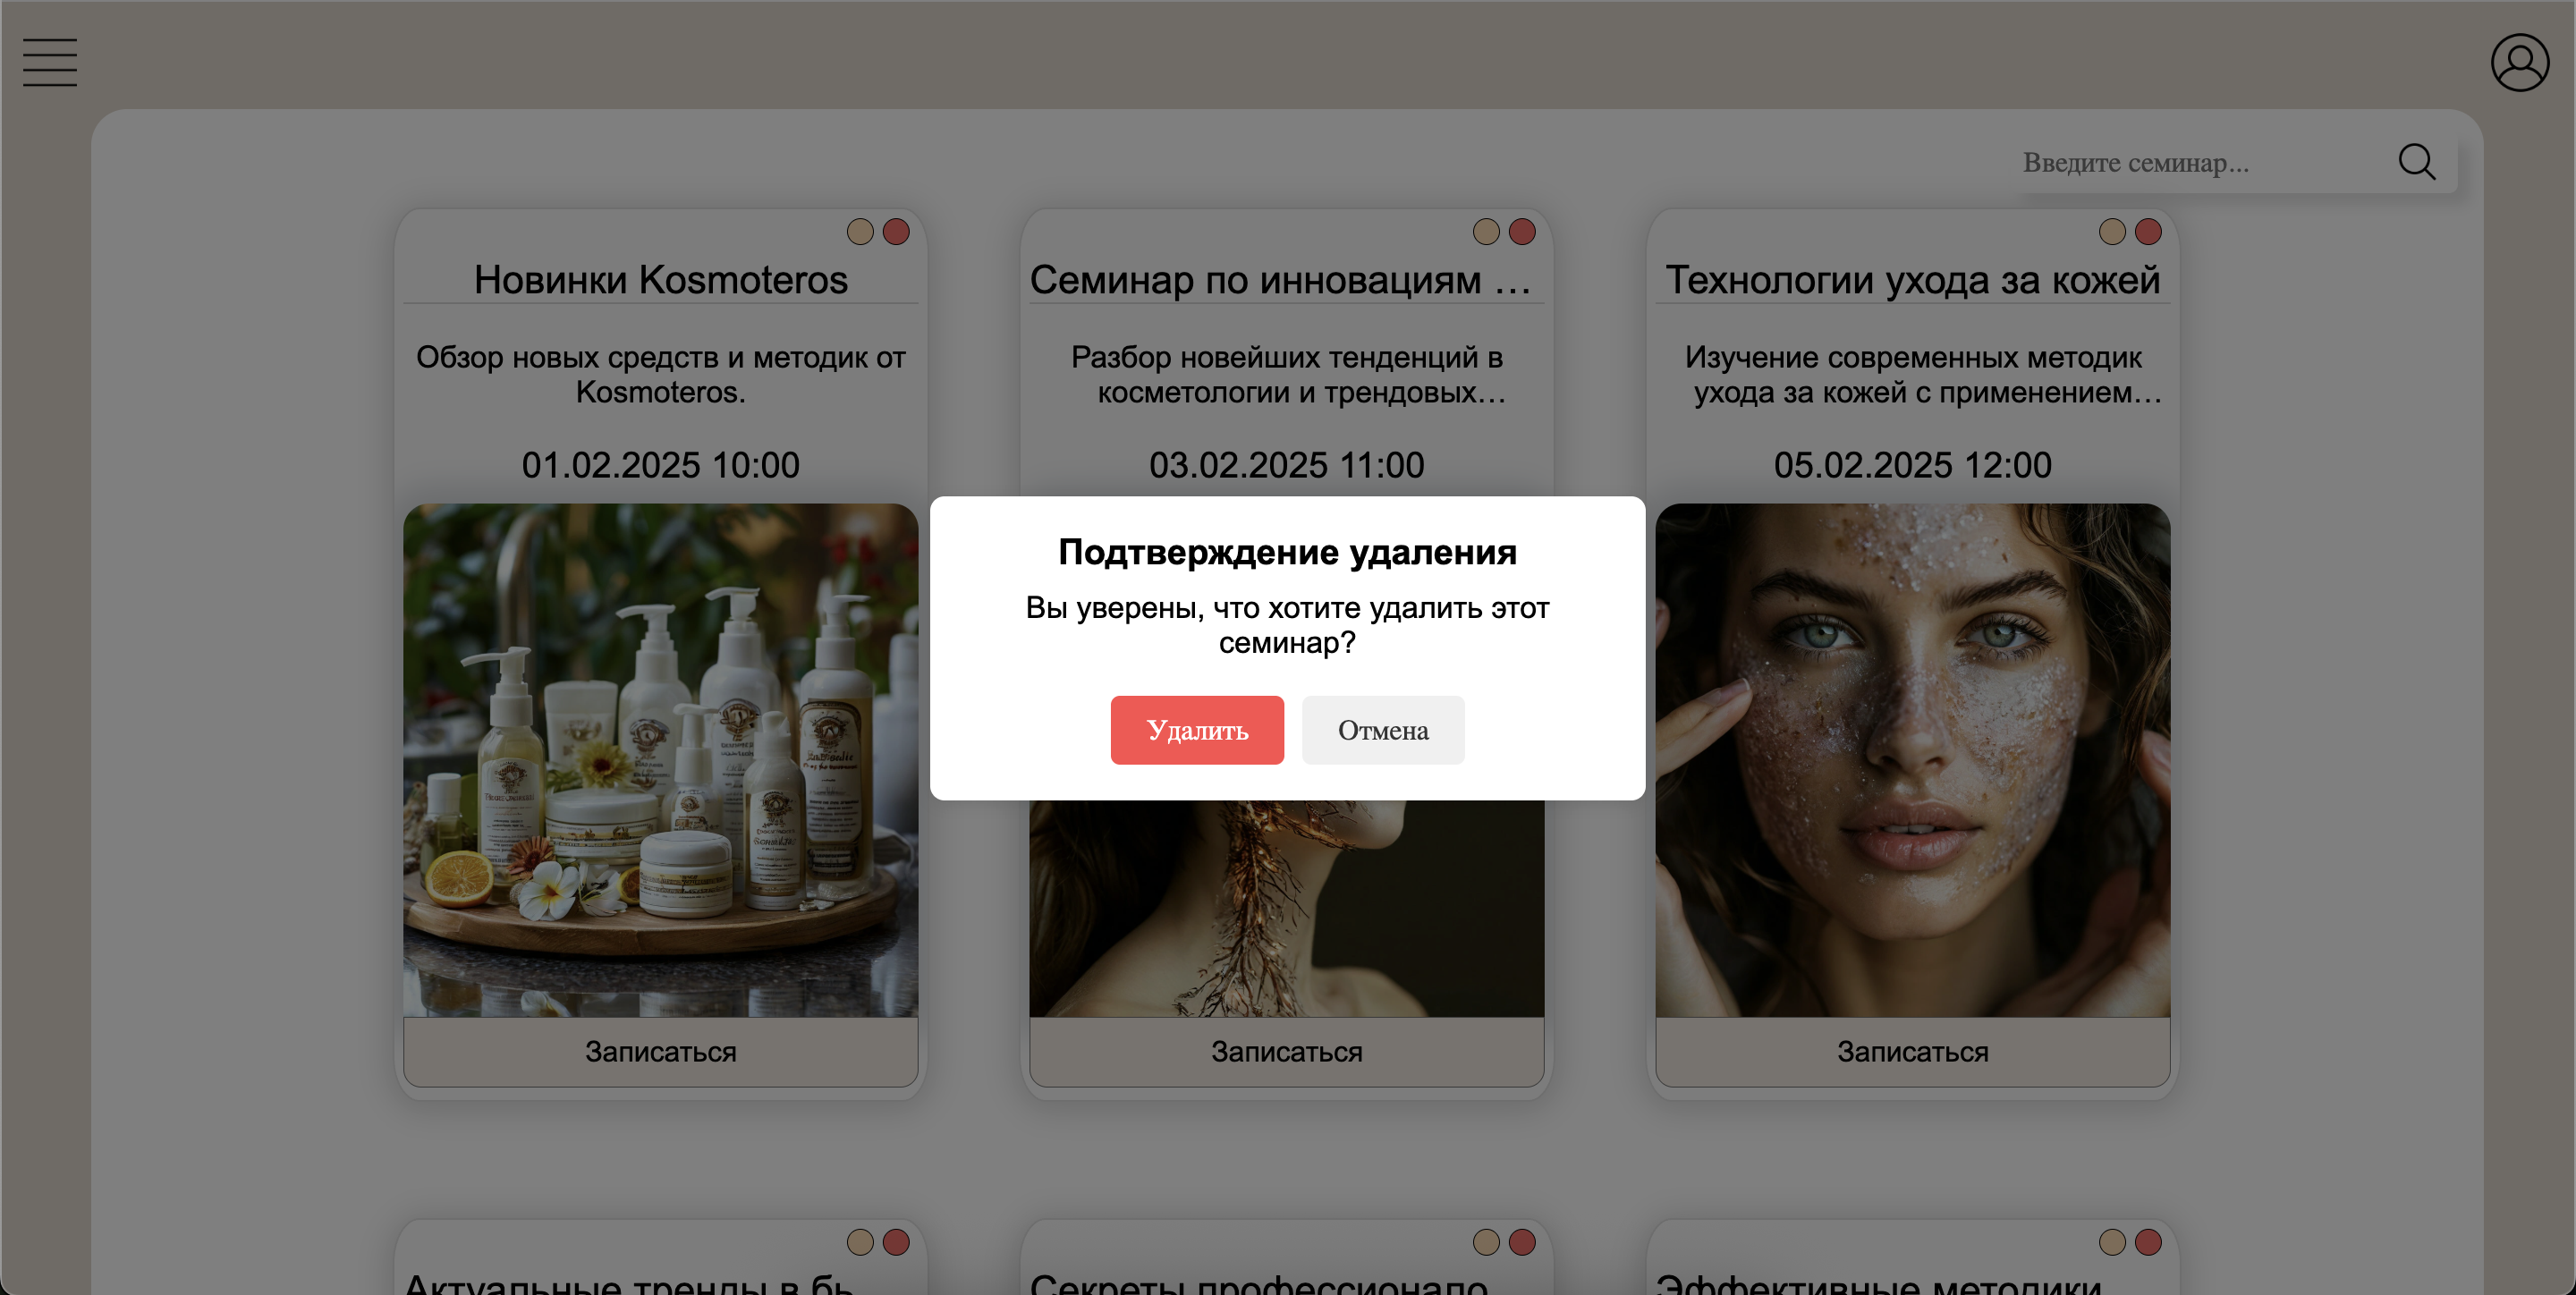 Введите семинар...
Новинки Kosmoteros
Обзор новых средств и методик от
Kosmoteros.
01.02.2025 10:00
Записаться
Семинар по инновациям ...
Разбор новейших тенденций в
косметологии и трендовых...
03.02.2025 11:00
Записаться
Технологии ухода за кожей
Изучение современных методик
ухода за кожей с применением...
05.02.2025 12:00
Записаться
Подтверждение удаления
Вы уверены, что хотите удалить этот
семинар?
Удалить
Отмена
Актуальные тренды в бь...
Секреты профессионало...
Эффективные методики...